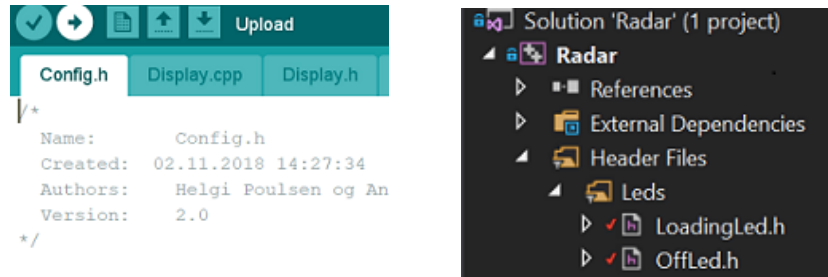 Upload
Config.h
Display.cpp
Display.h
/*
Name: Config.h
Created: 02.11.2018 14:27:34
Authors: Helgi Poulsen og An
Version: 2.0
*/
Solution 'Radar' (1 project)
Radar
References
External Dependencies
Header Files
Leds
LoadingLed.h
OffLed.h